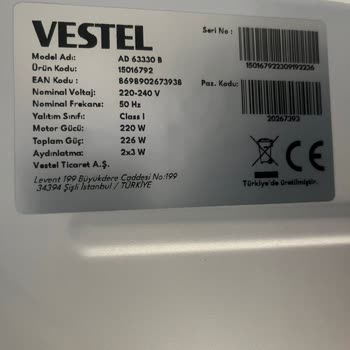 VESTEL
Model Adı: AD 63330 B
Ürün Kodu: 15016792
EAN Kodu : 8698902673938
Nominal Voltaj: 220-240 V
Nominal Frekans: 50 Hz
Yalıtım Sınıfı: Class I
Motor Gücü: 220 W
Toplam Güç: 226 W
Aydınlatma: 2x3 W
Vestel Ticaret A.Ş.
Levent 199 Büyükdere Caddesi No:199
34394 Şişli İstanbul / TÜRKİYE
Seri No :
150167922309192236
Paz. Kodu:
20267393
CE
Türkiye'de üretilmiştir.